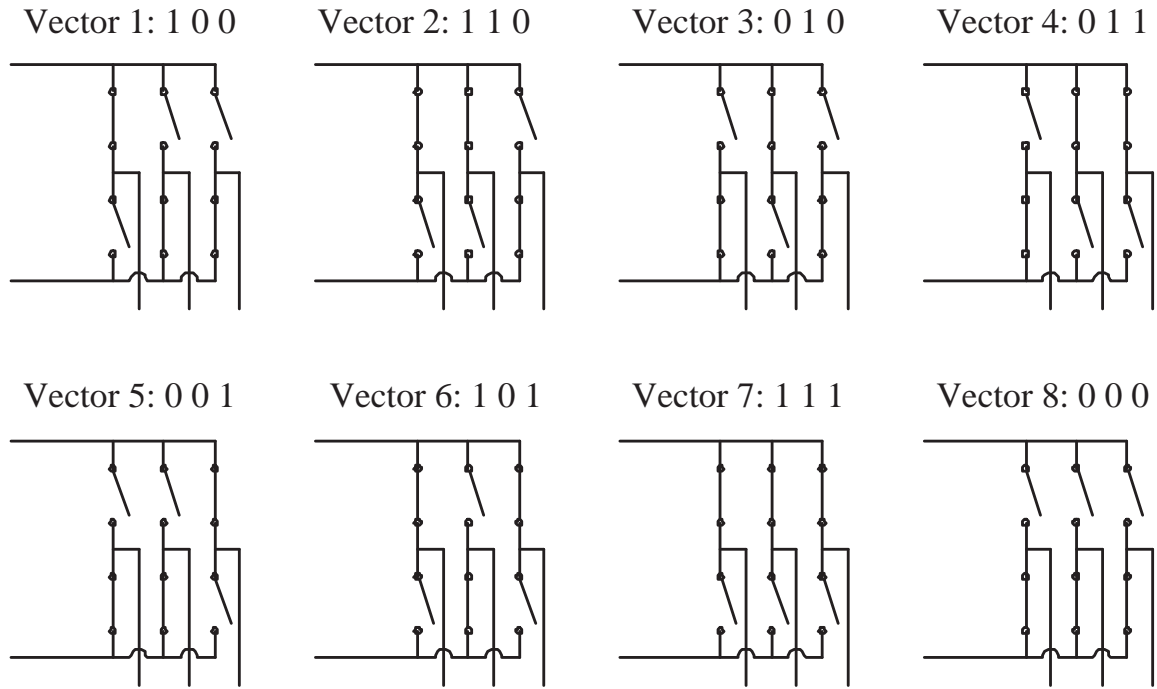 Vector 1: 1 0 0
Vector 2: 1 1 0
Vector 3: 0 1 0
Vector 4: 0 1 1
Vector 5: 0 0 1
Vector 6: 1 0 1
Vector 7: 1 1 1
Vector 8: 0 0 0